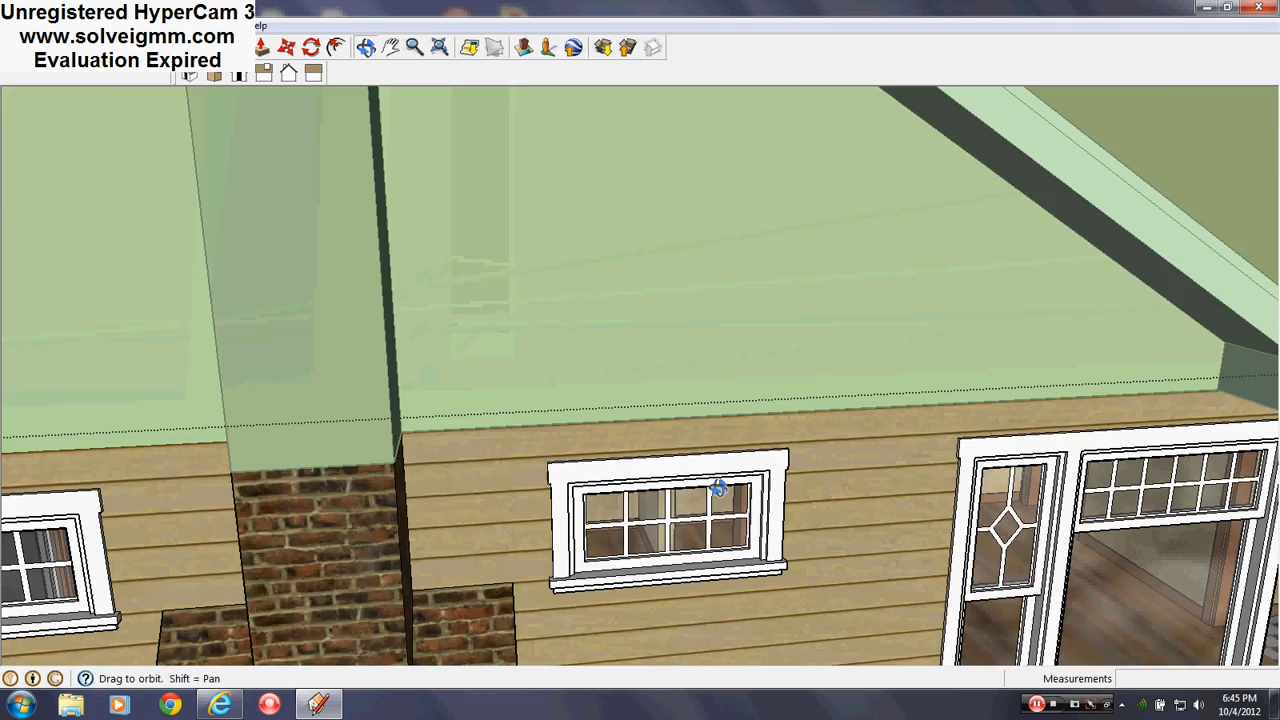 Unregistered HyperCam 3
www.solveigmm.com
Evaluation Expired
elp
Drag to orbit. Shift = Pan
Measurements
6:45 PM
10/4/2012